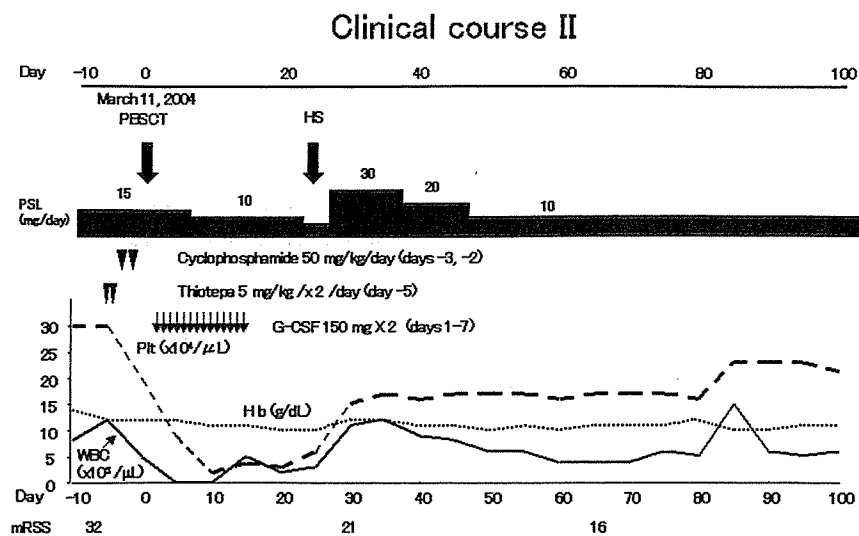 Clinical course II
Day -10 0 20 40 60 80 100
March 11, 2004
PBSCT HS
15 10 30 20 10
PSL
(mg/day)
Cyclophosphamide 50 mg/kg/day (days -3, -2)
Thiotepa 5 mg/kg /x 2 /day (day -5)
G-CSF 150 mg X 2 (days 1-7)
Plt (x10⁴/μL)
Hb (g/dL)
WBC
(x10³/μL)
30
25
20
15
10
5
0
Day -10 0 10 20 30 40 50 60 70 80 90 100
mRSS 32 21 16